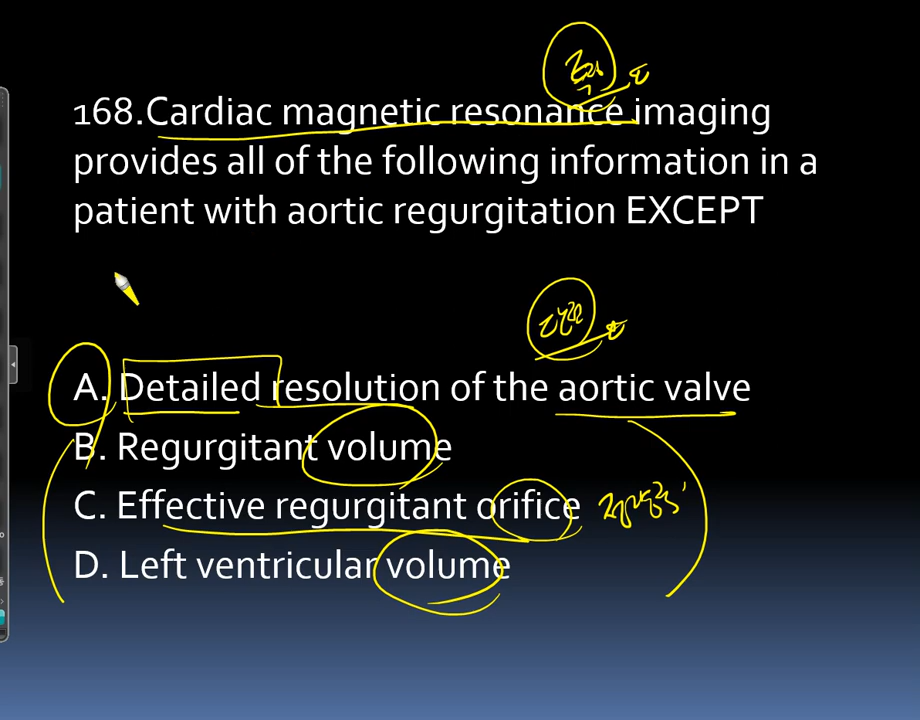 168.Cardiac magnetic resonance imaging
provides all of the following information in a
patient with aortic regurgitation EXCEPT
A. Detailed resolution of the aortic valve
B. Regurgitant volume
C. Effective regurgitant orifice
D. Left ventricular volume